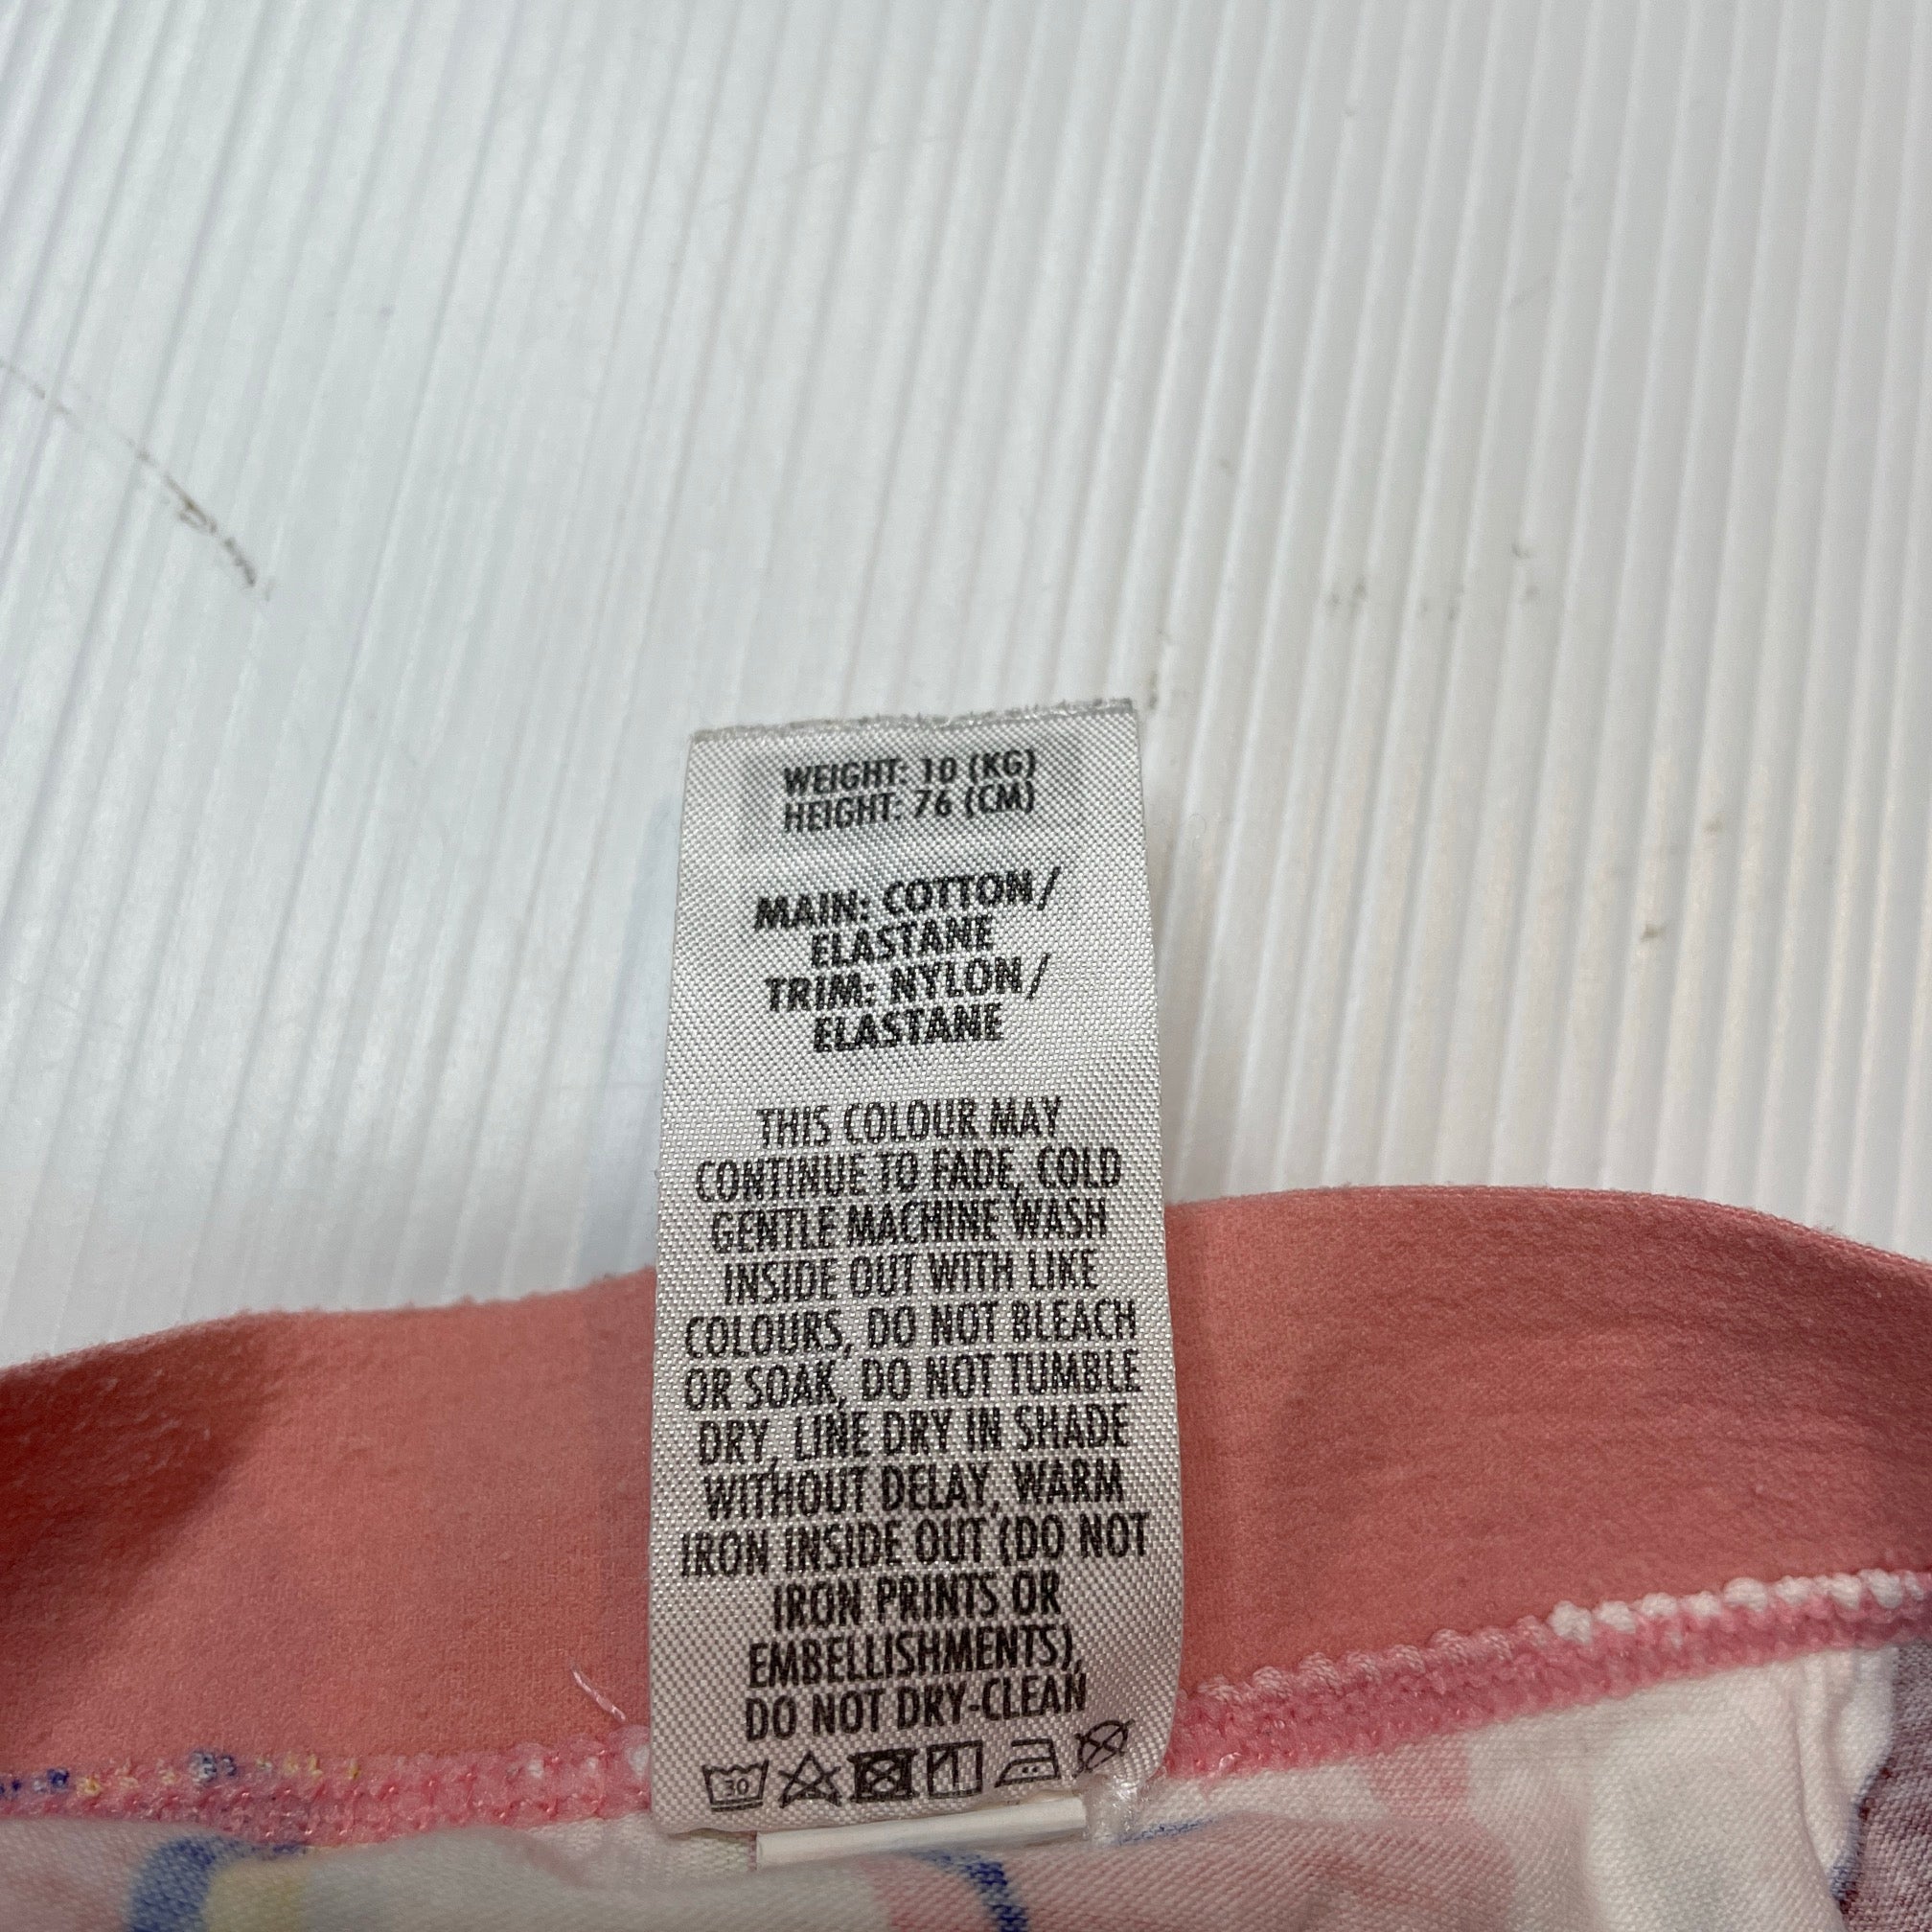 WEIGHT: 10 (KG)
HEIGHT: 76 (CM)
MAIN: COTTON/
ELASTANE
TRIM: NYLON/
ELASTANE
THIS COLOUR MAY
CONTINUE TO FADE, COLD
GENTLE MACHINE WASH
INSIDE OUT WITH LIKE
COLOURS, DO NOT BLEACH
OR SOAK, DO NOT TUMBLE
DRY, LINE DRY IN SHADE
WITHOUT DELAY, WARM
IRON INSIDE OUT (DO NOT
IRON PRINTS OR
EMBELLISHMENTS),
DO NOT DRY-CLEAN
30